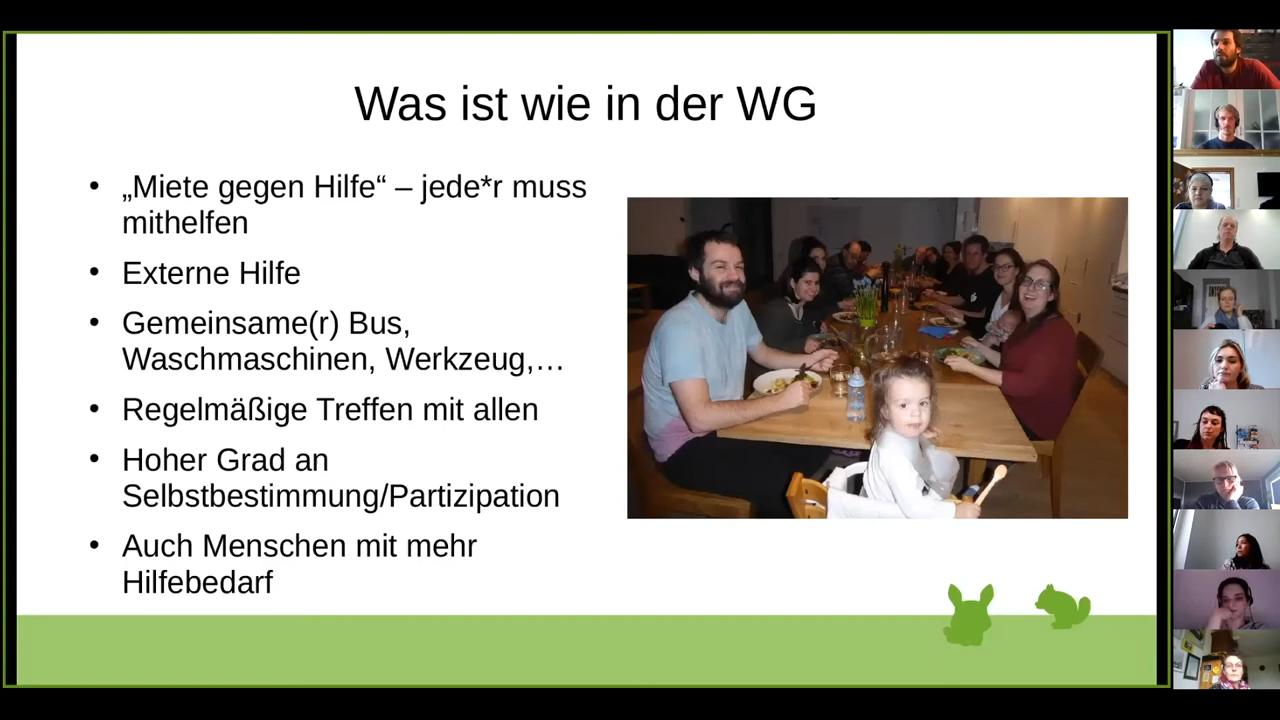 Was ist wie in der WG
• „Miete gegen Hilfe“ – jede*r muss
mithelfen
• Externe Hilfe
• Gemeinsame(r) Bus,
Waschmaschinen, Werkzeug,…
• Regelmäßige Treffen mit allen
• Hoher Grad an
Selbstbestimmung/Partizipation
• Auch Menschen mit mehr
Hilfebedarf